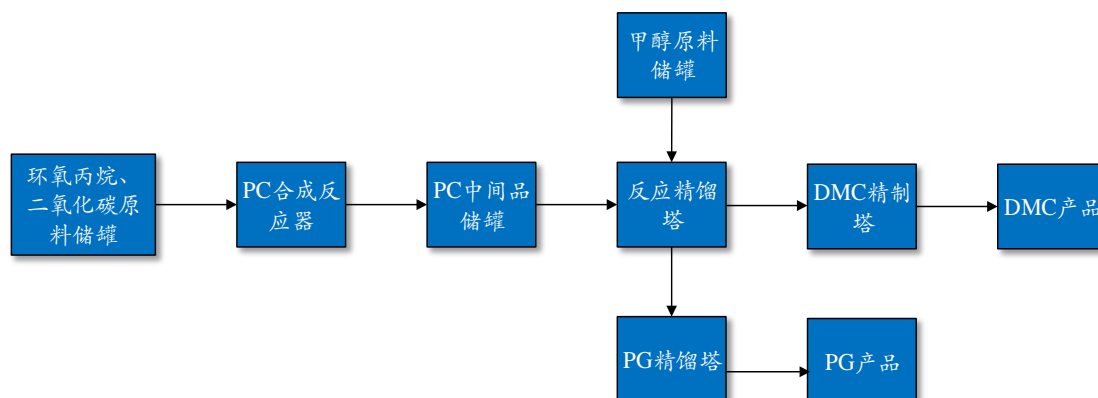 甲醇原料
储罐
环氧丙烷、
二氧化碳原
料储罐
PC合成反
应器
PC中间品
储罐
反应精馏
塔
DMC精制
塔
DMC产品
PG精馏塔
PG产品